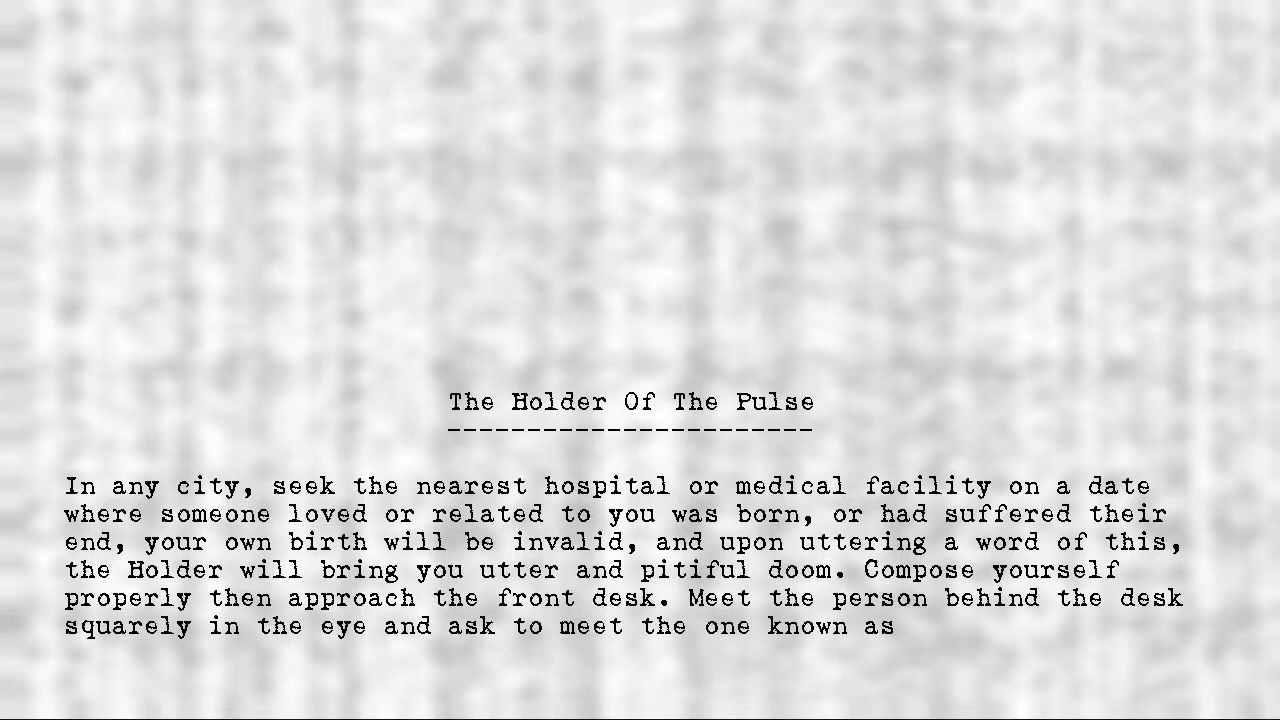 The Holder Of The Pulse
-----------------------
In any city, seek the nearest hospital or medical facility on a date
where someone loved or related to you was born, or had suffered their
end, your own birth will be invalid, and upon uttering a word of this,
the Holder will bring you utter and pitiful doom. Compose yourself
properly then approach the front desk. Meet the person behind the desk
squarely in the eye and ask to meet the one known as